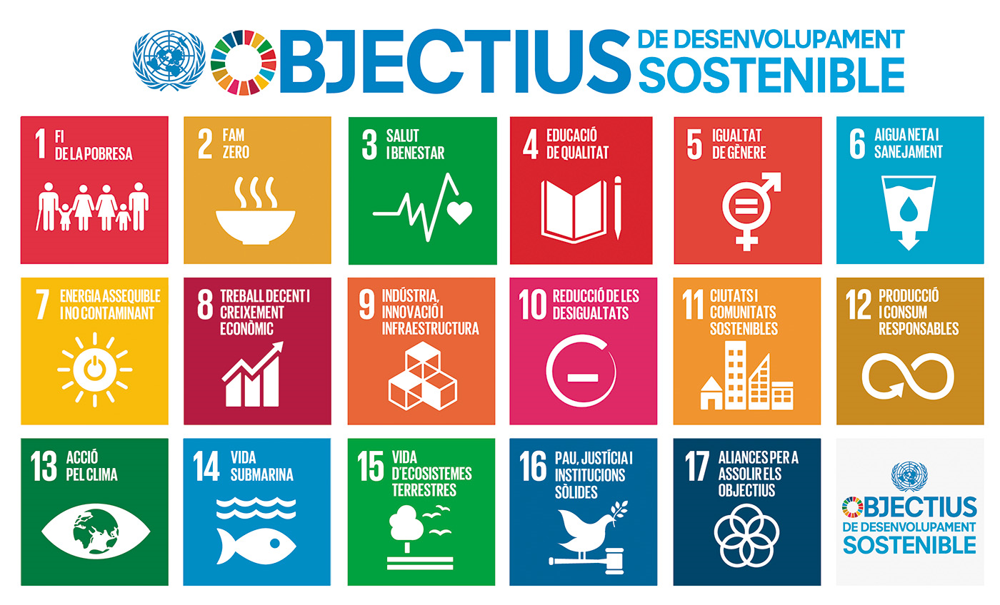 OBJECTIUS
DE DESENVOLUPAMENT
SOSTENIBLE
1 FI
DE LA POBRESA
2 FAM
ZERO
3 SALUT
I BENESTAR
4 EDUCACIÓ
DE QUALITAT
5 IGUALTAT
DE GÈNERE
6 AIGUA NETA I
SANEJAMENT
7 ENERGIA ASSEQUIBLE
I NO CONTAMINANT
8 TREBALL DECENT I
CREIXEMENT
ECONÒMIC
9 INDÚSTRIA,
INNOVACIÓ I
INFRAESTRUCTURA
10 REDUCCIÓ DE LES
DESIGUALTATS
11 CIUTATS I
COMUNITATS
SOSTENIBLES
12 PRODUCCIÓ
I CONSUM
RESPONSABLES
13 ACCIÓ
PEL CLIMA
14 VIDA
SUBMARINA
15 VIDA
D'ECOSISTEMES
TERRESTRES
16 PAU, JUSTÍCIA I
INSTITUCIONS
SÒLIDES
17 ALIANCES PER A
ASSOLIR ELS
OBJECTIUS
OBJECTIUS
DE DESENVOLUPAMENT
SOSTENIBLE